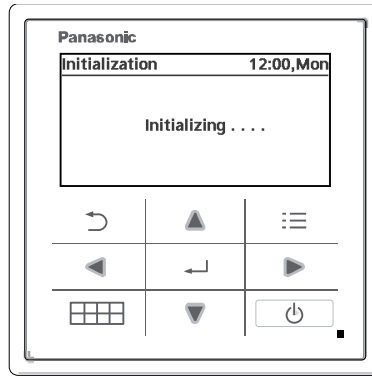 Panasonic
Initialization 12:00,Mon
Initializing . . . .